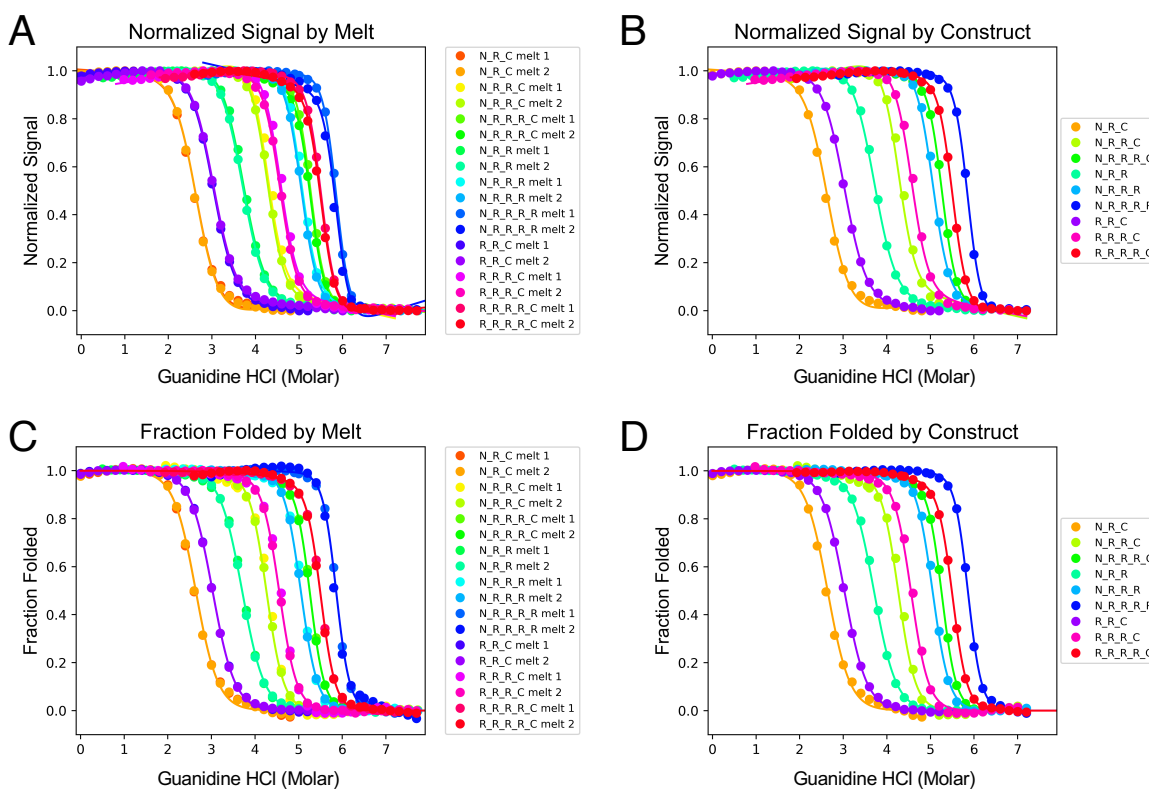 A
Normalized Signal by Melt
Normalized Signal
1.0
0.8
0.6
0.4
0.2
0.0
0 1 2 3 4 5 6 7
Guanidine HCl (Molar)
N_R_C melt 1
N_R_C melt 2
N_R_R_C melt 1
N_R_R_C melt 2
N_R_R_R_C melt 1
N_R_R_R_C melt 2
N_R_R melt 1
N_R_R melt 2
N_R_R_R melt 1
N_R_R_R melt 2
N_R_R_R_R melt 1
N_R_R_R_R melt 2
R_R_C melt 1
R_R_C melt 2
R_R_R_C melt 1
R_R_R_C melt 2
R_R_R_R_C melt 1
R_R_R_R_C melt 2
B
Normalized Signal by Construct
Normalized Signal
1.0
0.8
0.6
0.4
0.2
0.0
0 1 2 3 4 5 6 7
Guanidine HCl (Molar)
N_R_C
N_R_R_C
N_R_R_R_C
N_R_R
N_R_R_R
N_R_R_R_R
R_R_C
R_R_R_C
R_R_R_R_C
C
Fraction Folded by Melt
Fraction Folded
1.0
0.8
0.6
0.4
0.2
0.0
0 1 2 3 4 5 6 7
Guanidine HCl (Molar)
N_R_C melt 1
N_R_C melt 2
N_R_R_C melt 1
N_R_R_C melt 2
N_R_R_R_C melt 1
N_R_R_R_C melt 2
N_R_R melt 1
N_R_R melt 2
N_R_R_R melt 1
N_R_R_R melt 2
N_R_R_R_R melt 1
N_R_R_R_R melt 2
R_R_C melt 1
R_R_C melt 2
R_R_R_C melt 1
R_R_R_C melt 2
R_R_R_R_C melt 1
R_R_R_R_C melt 2
D
Fraction Folded by Construct
Fraction Folded
1.0
0.8
0.6
0.4
0.2
0.0
0 1 2 3 4 5 6 7
Guanidine HCl (Molar)
N_R_C
N_R_R_C
N_R_R_R_C
N_R_R
N_R_R_R
N_R_R_R_R
R_R_C
R_R_R_C
R_R_R_R_C